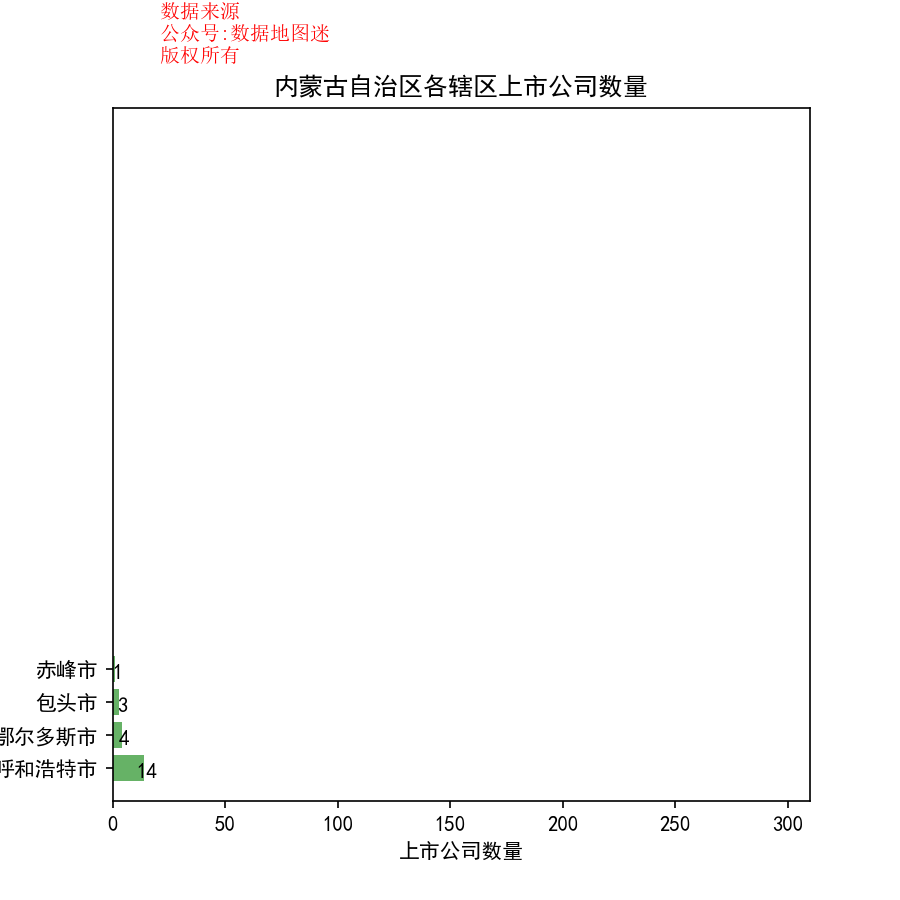 数据来源
公众号:数据地图迷
版权所有
内蒙古自治区各辖区上市公司数量
赤峰市 1
包头市 3
鄂尔多斯市 4
呼和浩特市 14
0 50 100 150 200 250 300
上市公司数量